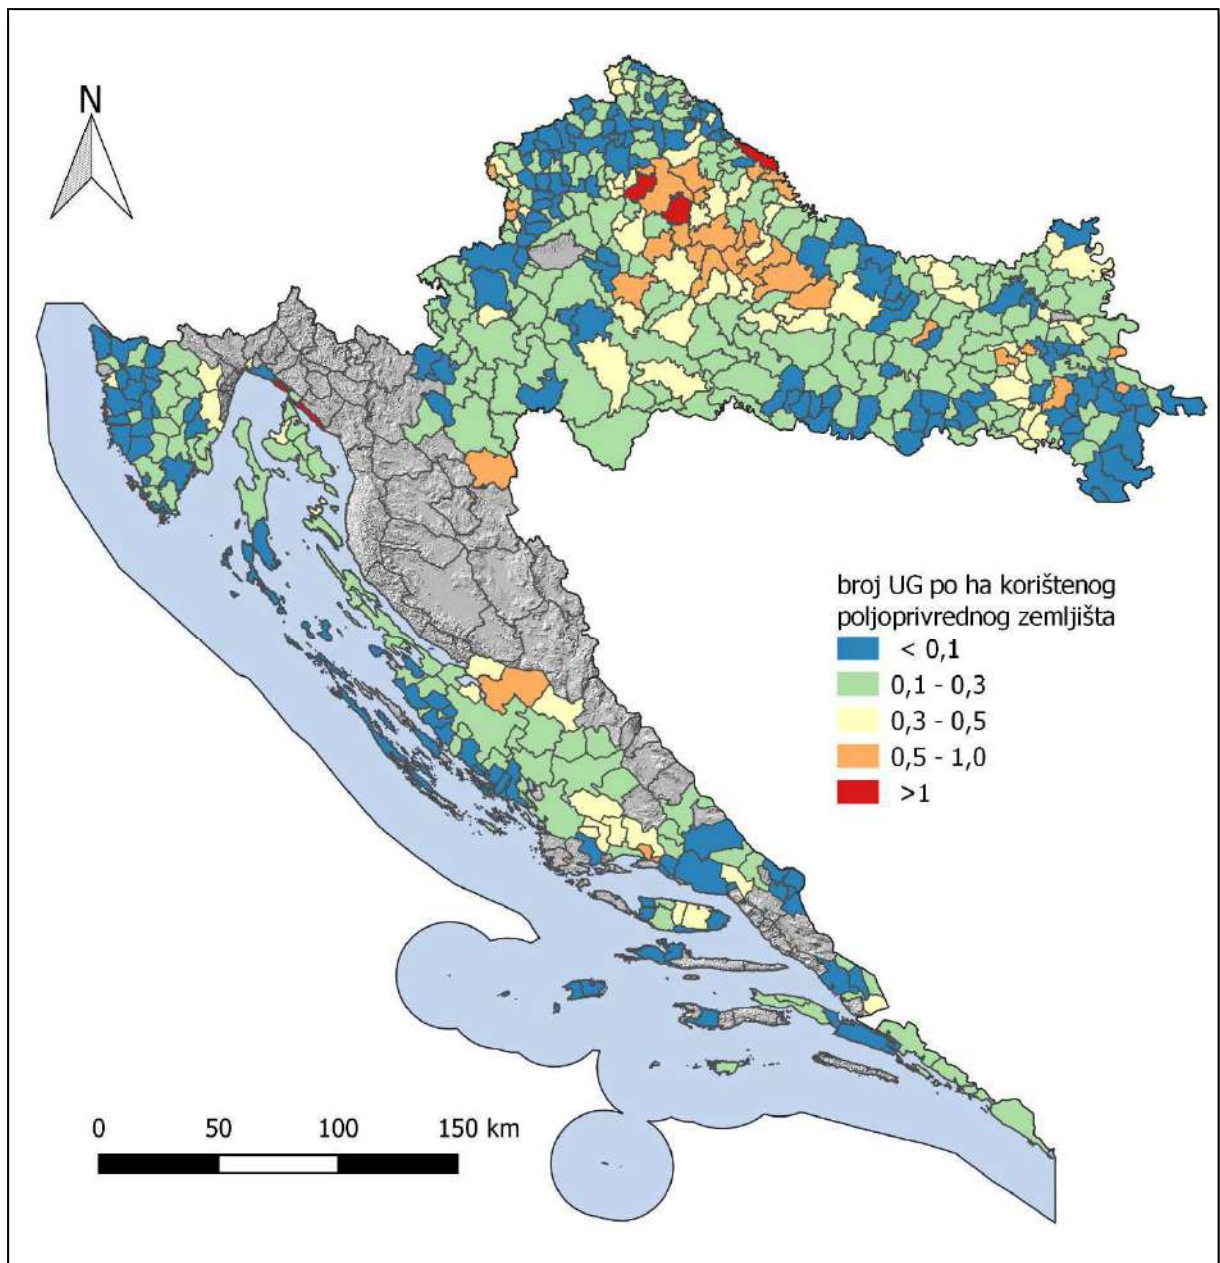 N
broj UG po ha korištenog
poljoprivrednog zemljišta
< 0,1
0,1 - 0,3
0,3 - 0,5
0,5 - 1,0
>1
0 50 100 150 km